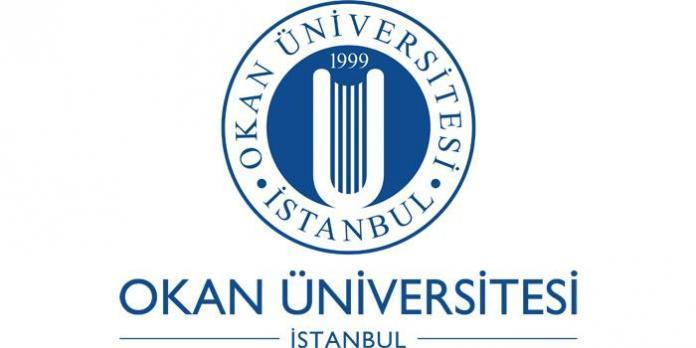 OKAN ÜNİVERSİTESİ
1999
• İSTANBUL •
OKAN ÜNİVERSİTESİ
İSTANBUL